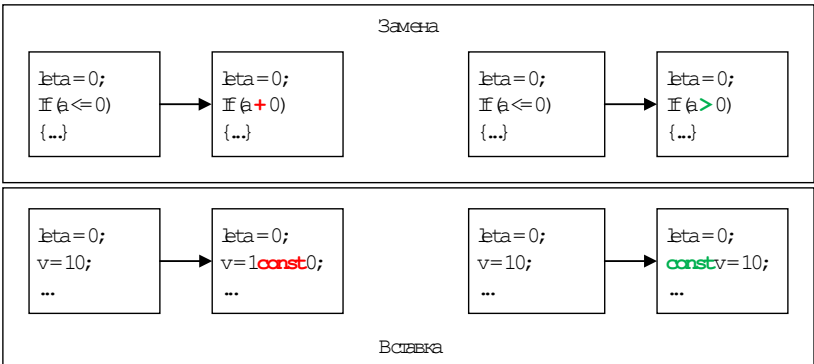 Замена
let a = 0;
If (a <= 0)
{...}
let a = 0;
If (a + 0)
{...}
let a = 0;
If (a <= 0)
{...}
let a = 0;
If (a > 0)
{...}
let a = 0;
v = 10;
...
let a = 0;
v = 1const0;
...
let a = 0;
v = 10;
...
let a = 0;
const v = 10;
...
Вставка